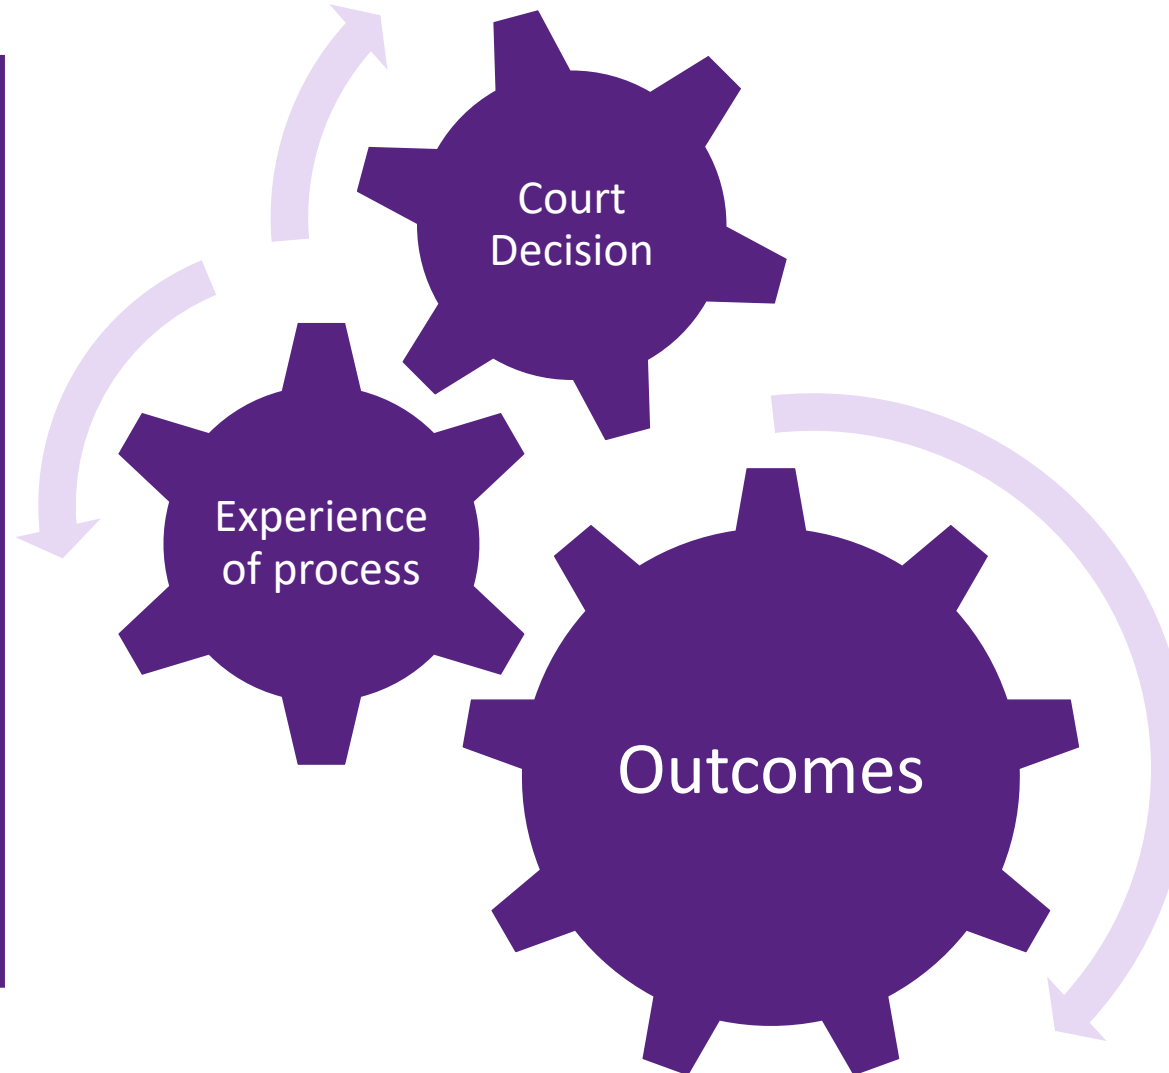 Court
Decision
Experience
of process
Outcomes